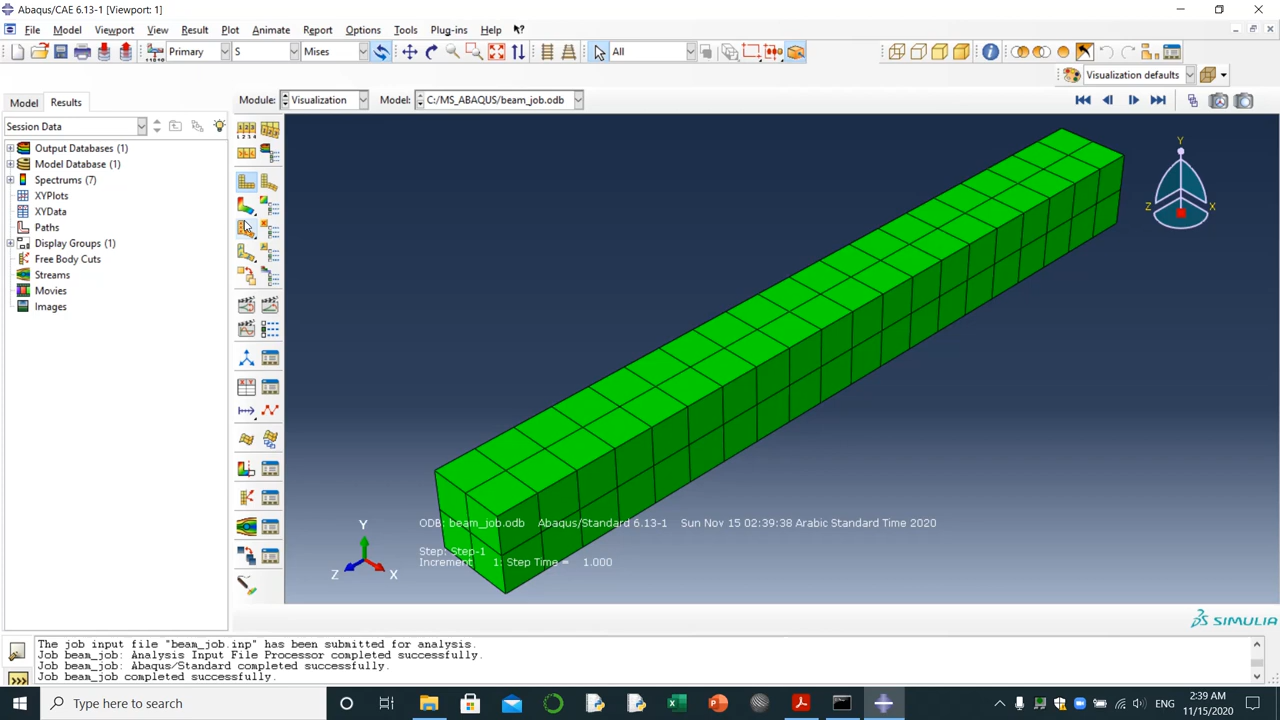 Abaqus/CAE 6.13-1 [Viewport: 1]
File Model Viewport View Result Plot Animate Report Options Tools Plug-ins Help
Primary S Mises All
Visualization defaults
Model Results Module: Visualization Model: C:/MS_ABAQUS/beam_job.odb
Session Data
Output Databases (1)
Model Database (1)
Spectrums (7)
XYPlots
XYData
Paths
Display Groups (1)
Free Body Cuts
Streams
Movies
Images
Y
Z X
ODB: beam_job.odb Abaqus/Standard 6.13-1 Sun Nov 15 02:39:38 Arabic Standard Time 2020
Y
Step: Step-1
Increment 1: Step Time = 1.000
Z X
SIMULIA
The job input file "beam_job.inp" has been submitted for analysis.
Job beam_job: Analysis Input File Processor completed successfully.
Job beam_job: Abaqus/Standard completed successfully.
Job beam_job completed successfully.
>>>
Type here to search
ENG
2:39 AM
11/15/2020